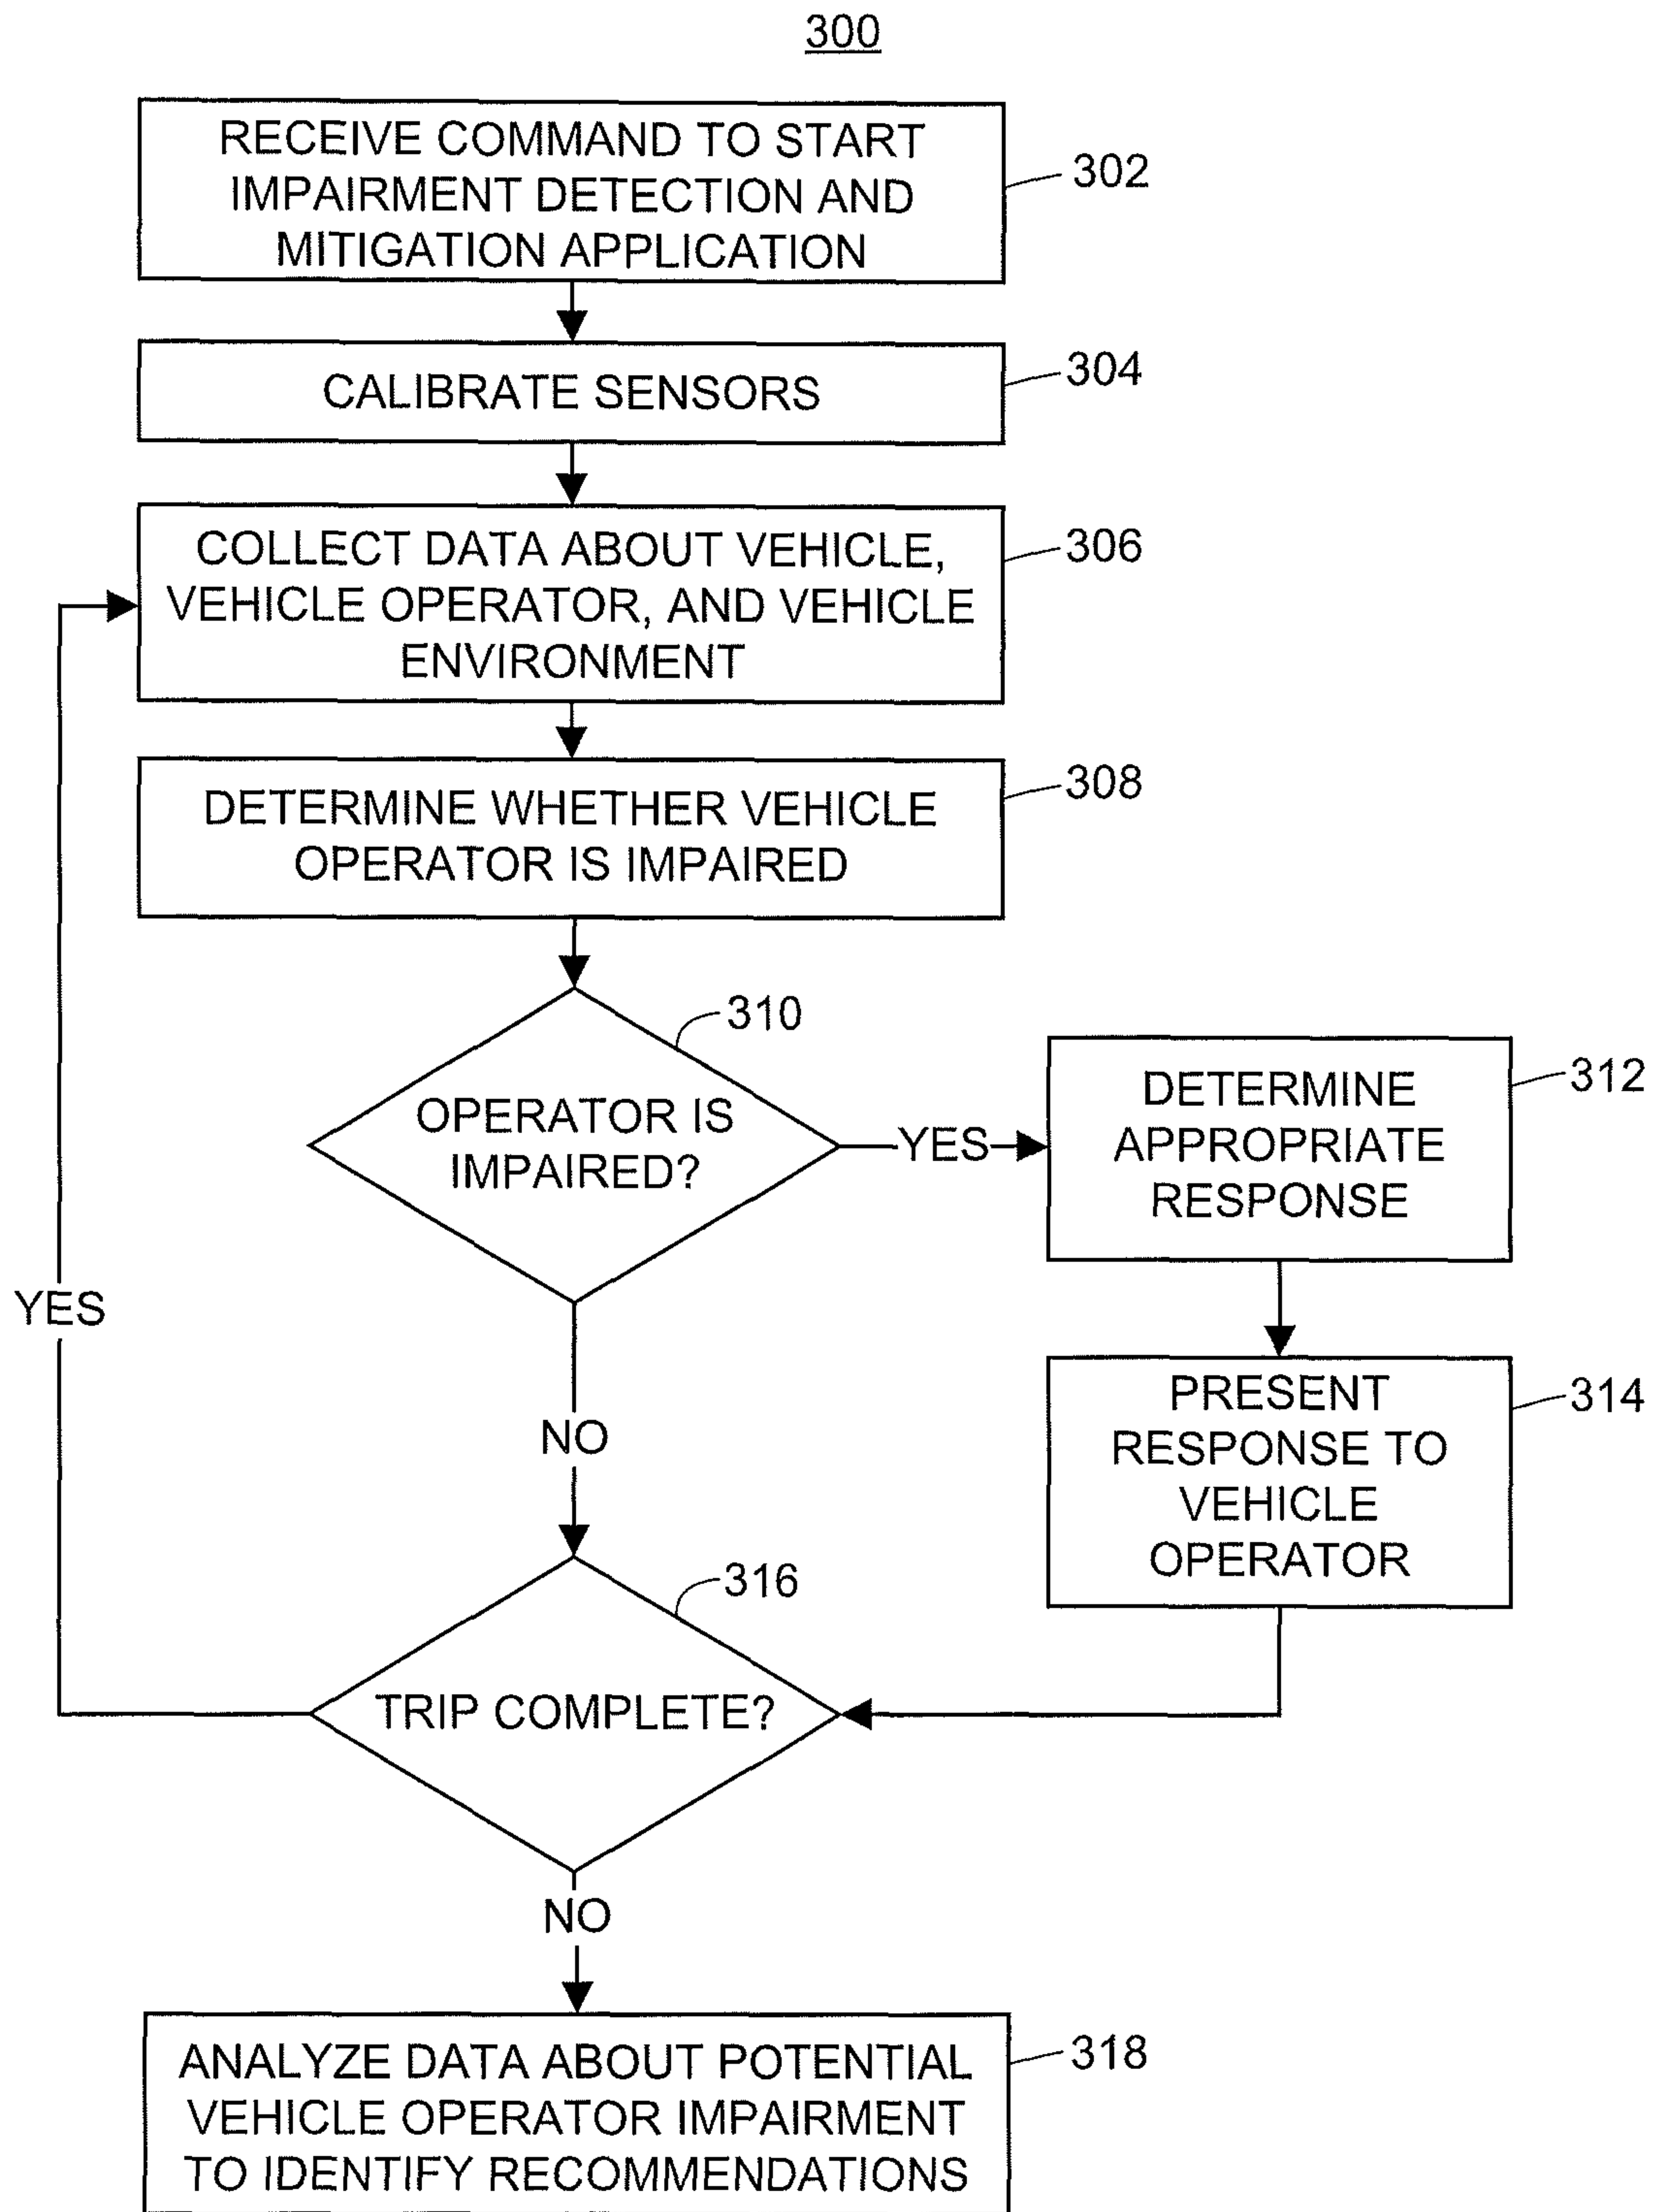 300
RECEIVE COMMAND TO START
IMPAIRMENT DETECTION AND
MITIGATION APPLICATION
302
CALIBRATE SENSORS
304
COLLECT DATA ABOUT VEHICLE,
VEHICLE OPERATOR, AND VEHICLE
ENVIRONMENT
306
DETERMINE WHETHER VEHICLE
OPERATOR IS IMPAIRED
308
OPERATOR IS
IMPAIRED?
310
YES
DETERMINE
APPROPRIATE
RESPONSE
312
PRESENT
RESPONSE TO
VEHICLE
OPERATOR
314
NO
TRIP COMPLETE?
316
YES
NO
ANALYZE DATA ABOUT POTENTIAL
VEHICLE OPERATOR IMPAIRMENT
TO IDENTIFY RECOMMENDATIONS
318